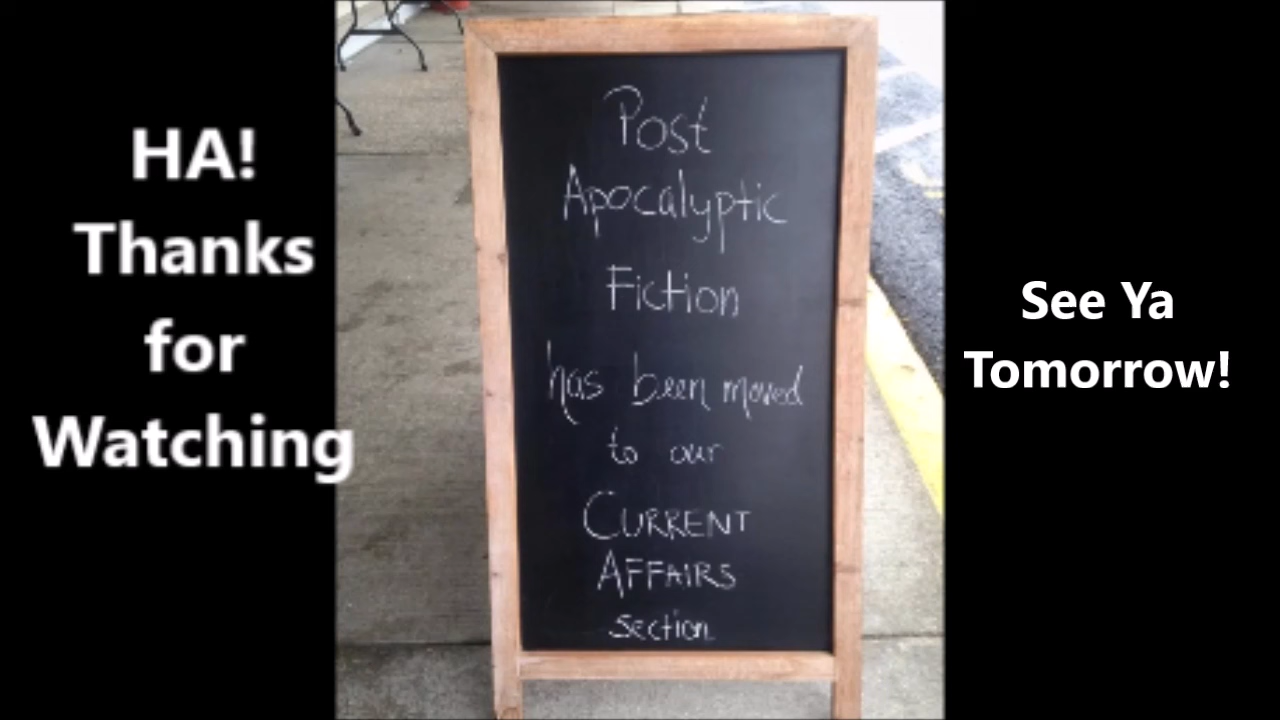 HA!
Thanks
for
Watching
Post
Apocalyptic
Fiction
has been moved
to our
CURRENT
AFFAIRS
section.
See Ya
Tomorrow!